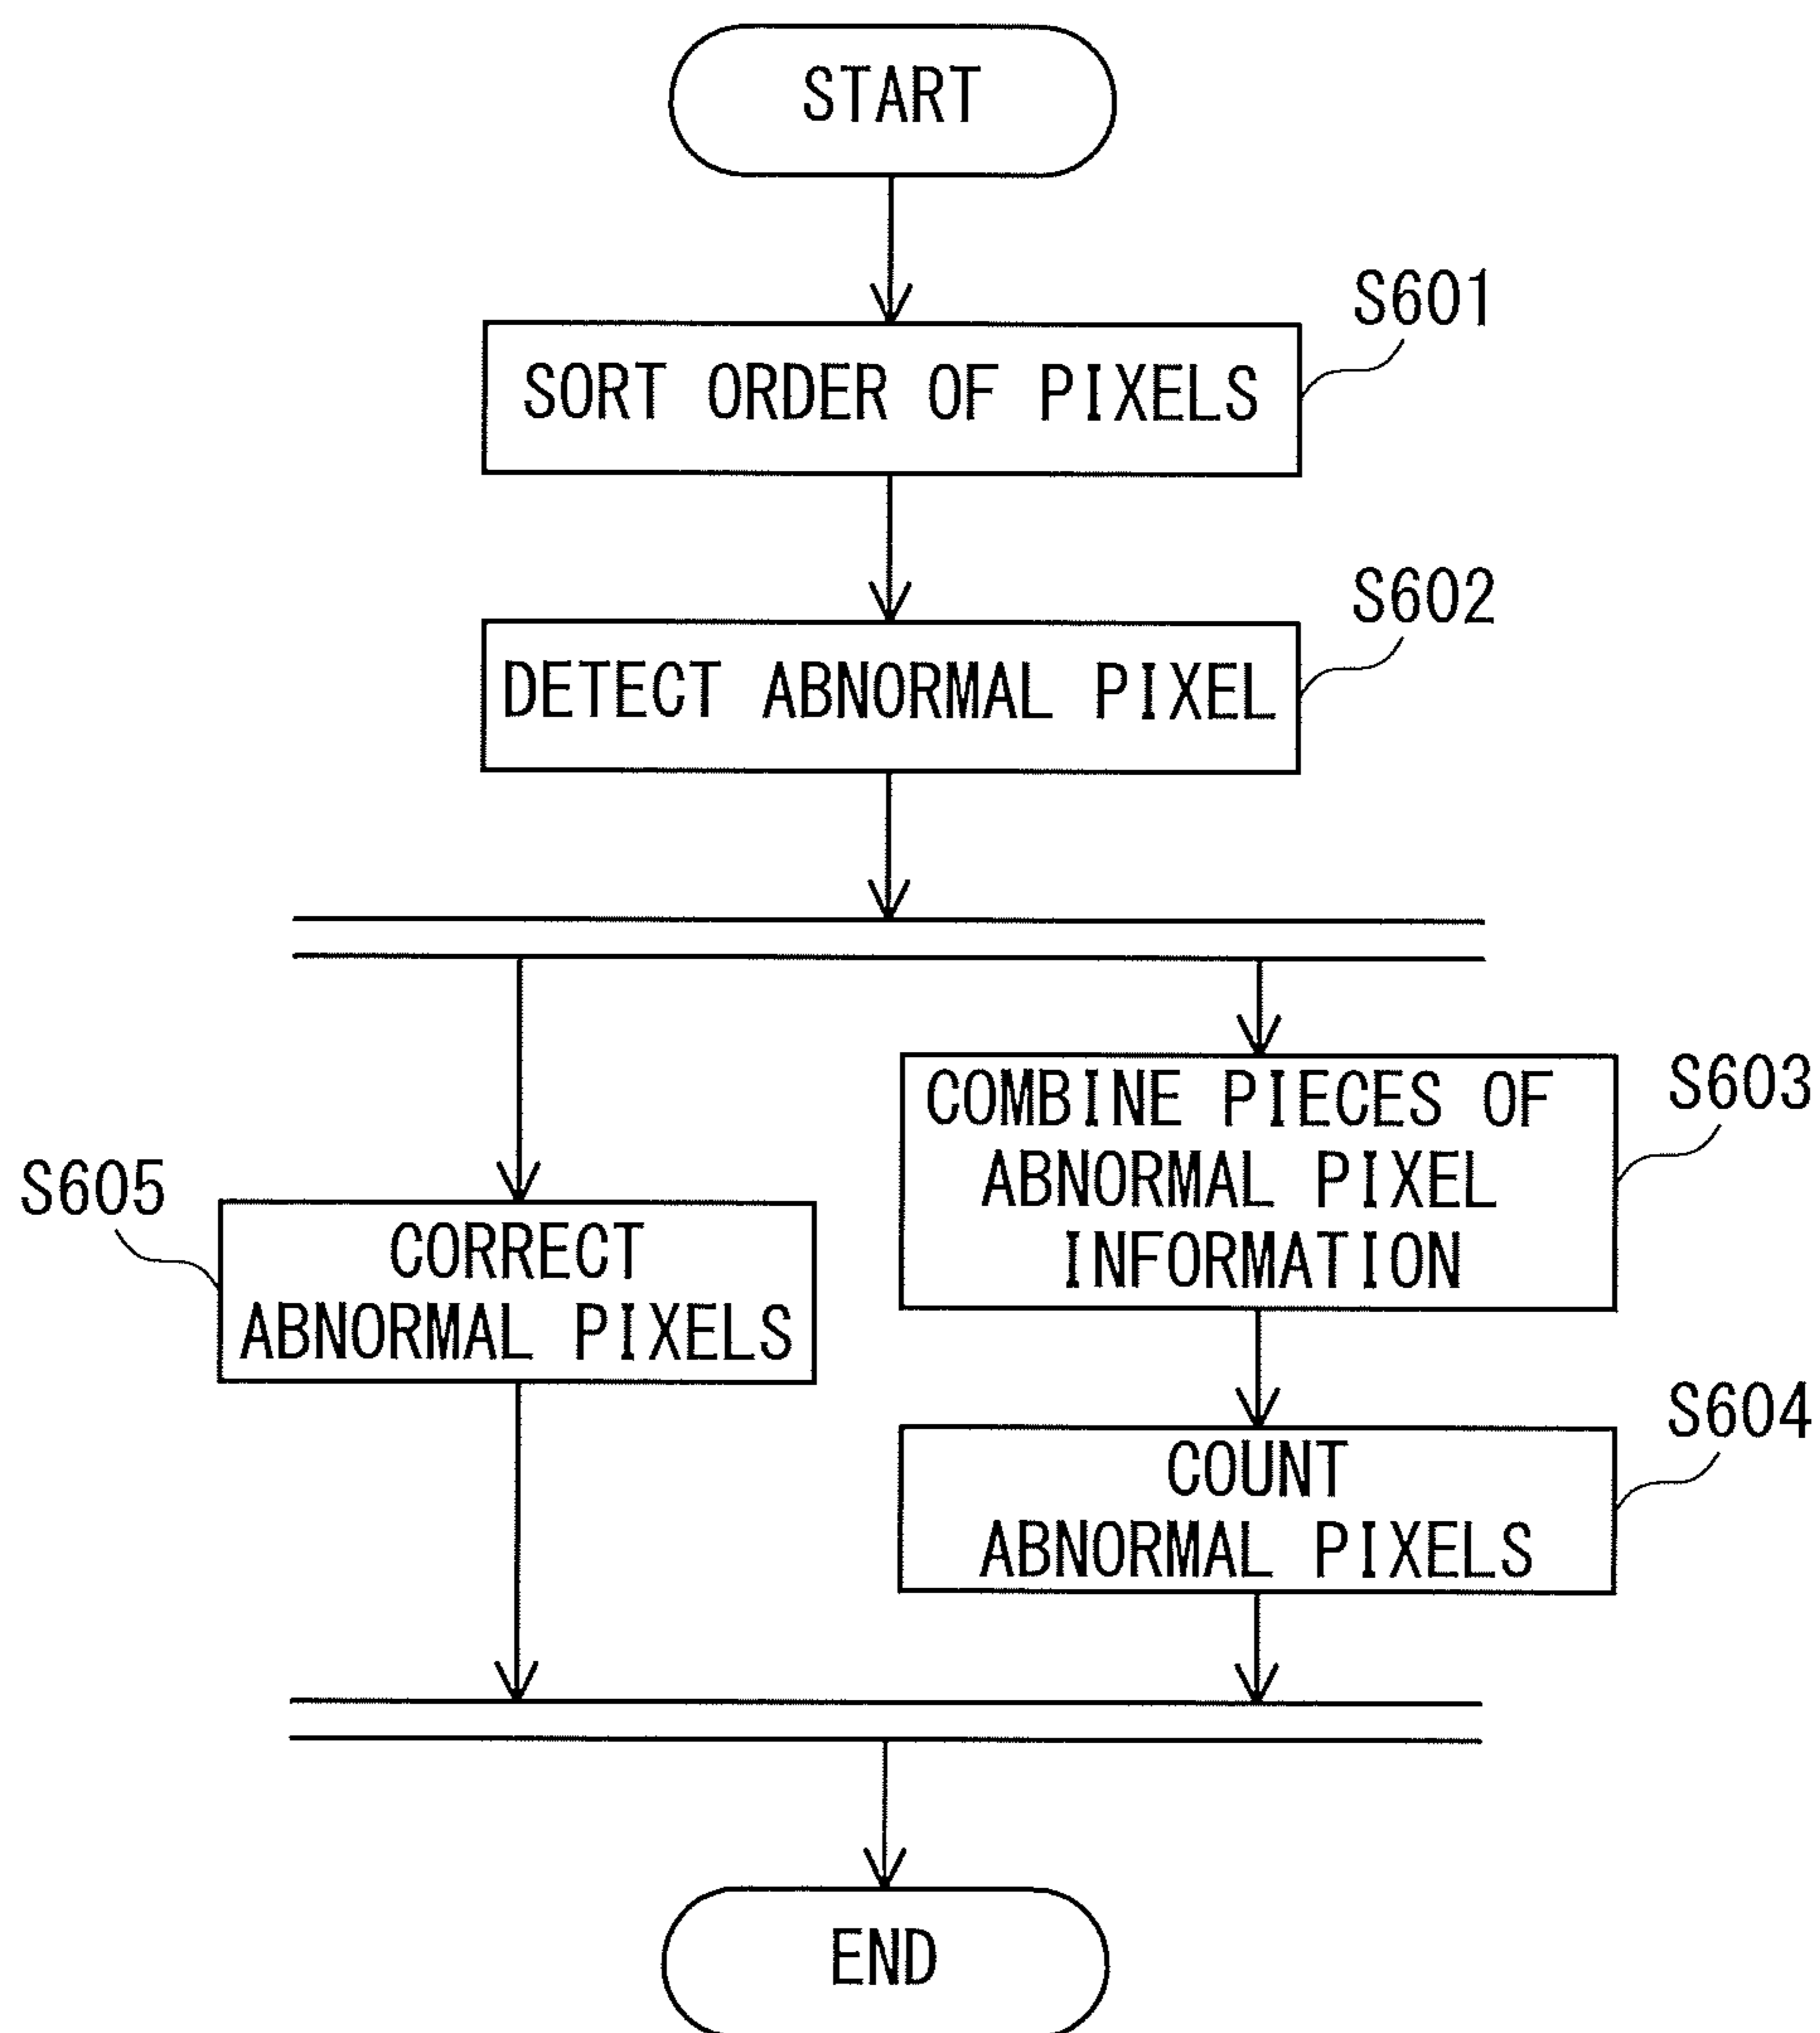 START
S601
SORT ORDER OF PIXELS
S602
DETECT ABNORMAL PIXEL
S603
COMBINE PIECES OF
ABNORMAL PIXEL
INFORMATION
S605
CORRECT
ABNORMAL PIXELS
S604
COUNT
ABNORMAL PIXELS
END